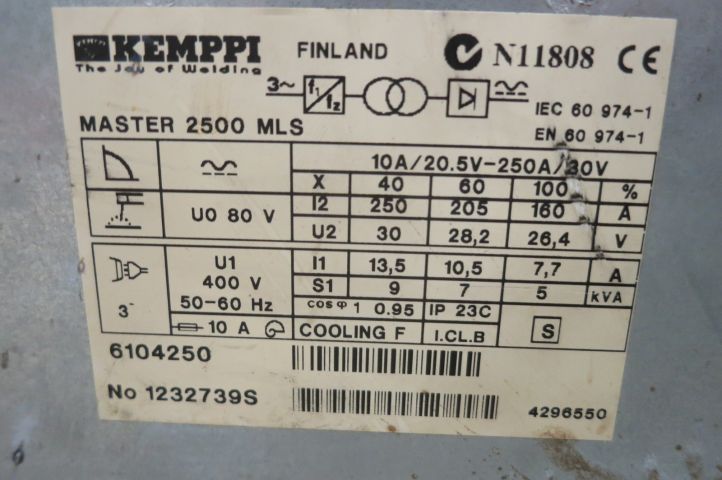 KEMPPI FINLAND N11808 CE
The Joy of Welding
3~ f1 f2 IEC 60 974-1
MASTER 2500 MLS EN 60 974-1
10A/20.5V-250A/30V
X 40 60 100 %
U0 80 V I2 250 205 160 A
U2 30 28,2 26,4 V
U1 I1 13,5 10,5 7,7 A
400 V S1 9 7 5 kVA
3~ 50-60 Hz cos φ 1 0.95 IP 23C
10 A COOLING F I.CL.B S
6104250
No 1232739S 4296550